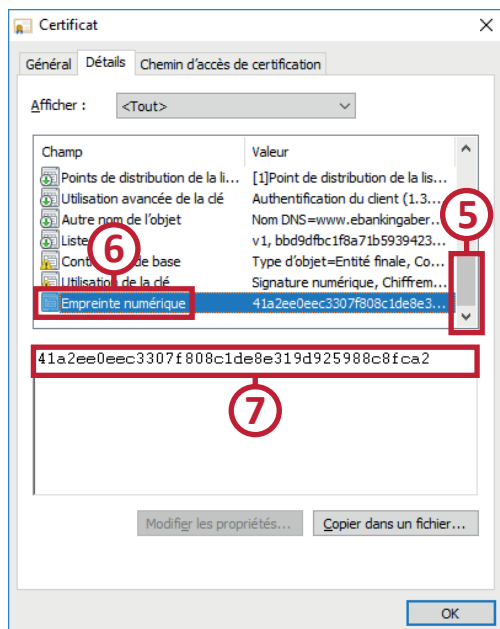 Certificat
Général Détails Chemin d'accès de certification
Afficher : <Tout>
Champ Valeur
Points de distribution de la li... [1]Point de distribution de la lis...
Utilisation avancée de la clé Authentification du client (1.3....
Autre nom de l'objet Nom DNS=www.ebankingaber...
5
Liste v1, bbd9dfbc1f8a71b5939423...
6
de base Type d'objet=Entité finale, Co...
Utilisation de la clé Signature numérique, Chiffrem...
Empreinte numérique 41a2ee0eec3307f808c1de8e3...
41a2ee0eec3307f808c1de8e319d925988c8fca2
7
Modifier les propriétés... Copier dans un fichier...
OK